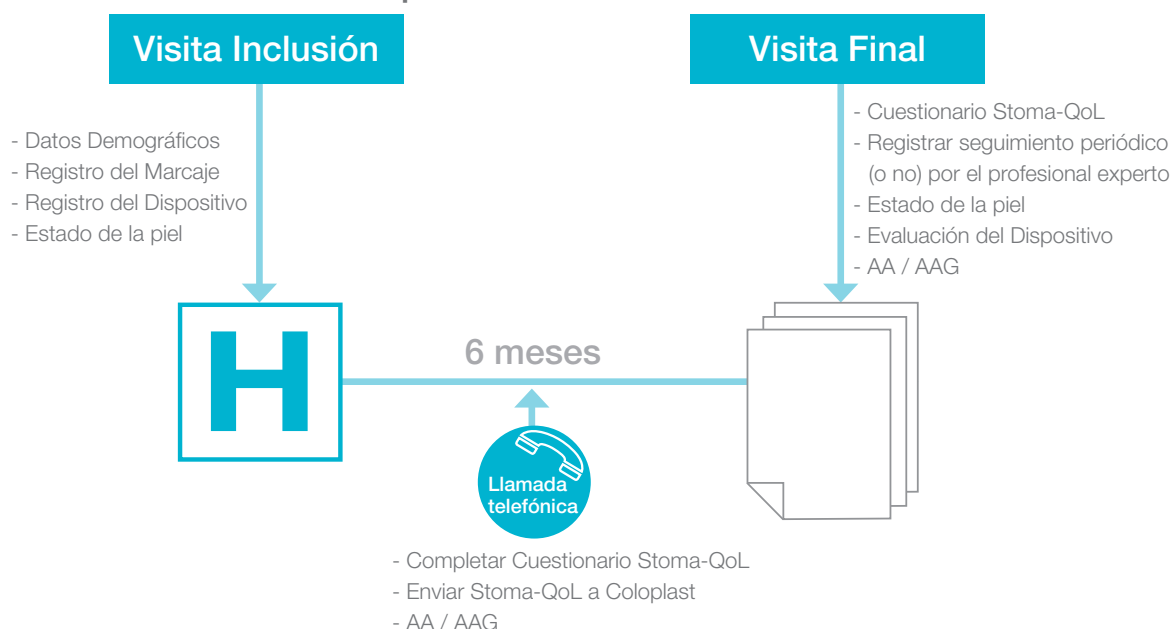 Visita Inclusión
Visita Final
- Datos Demográficos
- Registro del Marcaje
- Registro del Dispositivo
- Estado de la piel
- Cuestionario Stoma-QoL
- Registrar seguimiento periódico
(o no) por el profesional experto
- Estado de la piel
- Evaluación del Dispositivo
- AA / AAG
H
6 meses
Llamada
telefónica
- Completar Cuestionario Stoma-QoL
- Enviar Stoma-QoL a Coloplast
- AA / AAG